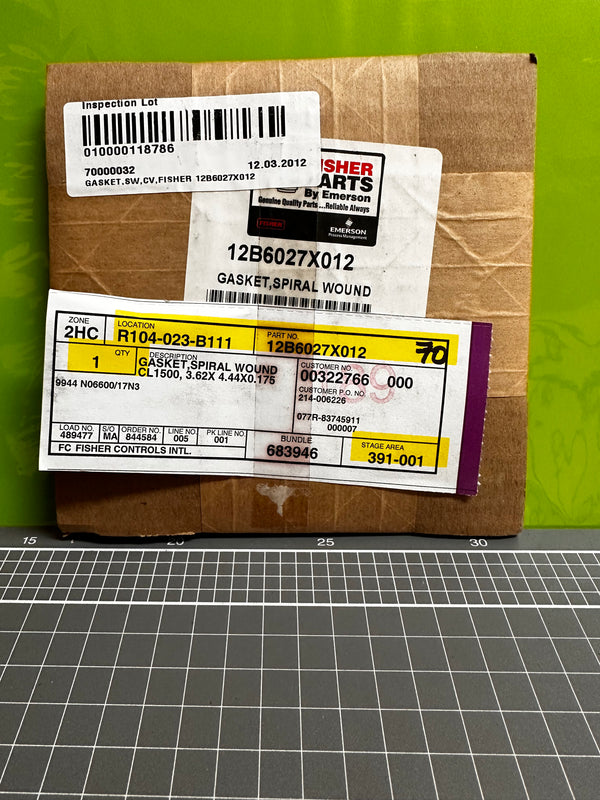 Inspection Lot
010000118786
70000032 12.03.2012
GASKET,SW,CV,FISHER 12B6027X012
ISHER
ARTS
By Emerson
Genuine Quality Parts ...Reliable Always
FISHER
EMERSON
Process Management
12B6027X012
GASKET,SPIRAL WOUND
ZONE LOCATION PART NO.
2HC R104-023-B111 12B6027X012 70
1 QTY DESCRIPTION
GASKET,SPIRAL WOUND
CL1500, 3.62X 4.44X0.175
9944 N06600/17N3
CUSTOMER NO.
00322766 000
CUSTOMER P.O. NO.
214-006226
077R-83745911
000007
LOAD NO. S/O ORDER NO. LINE NO. PK LINE NO.
489477 MA 844584 005 001
BUNDLE
683946
STAGE AREA
391-001
FC FISHER CONTROLS INTL.
15 20 25 30